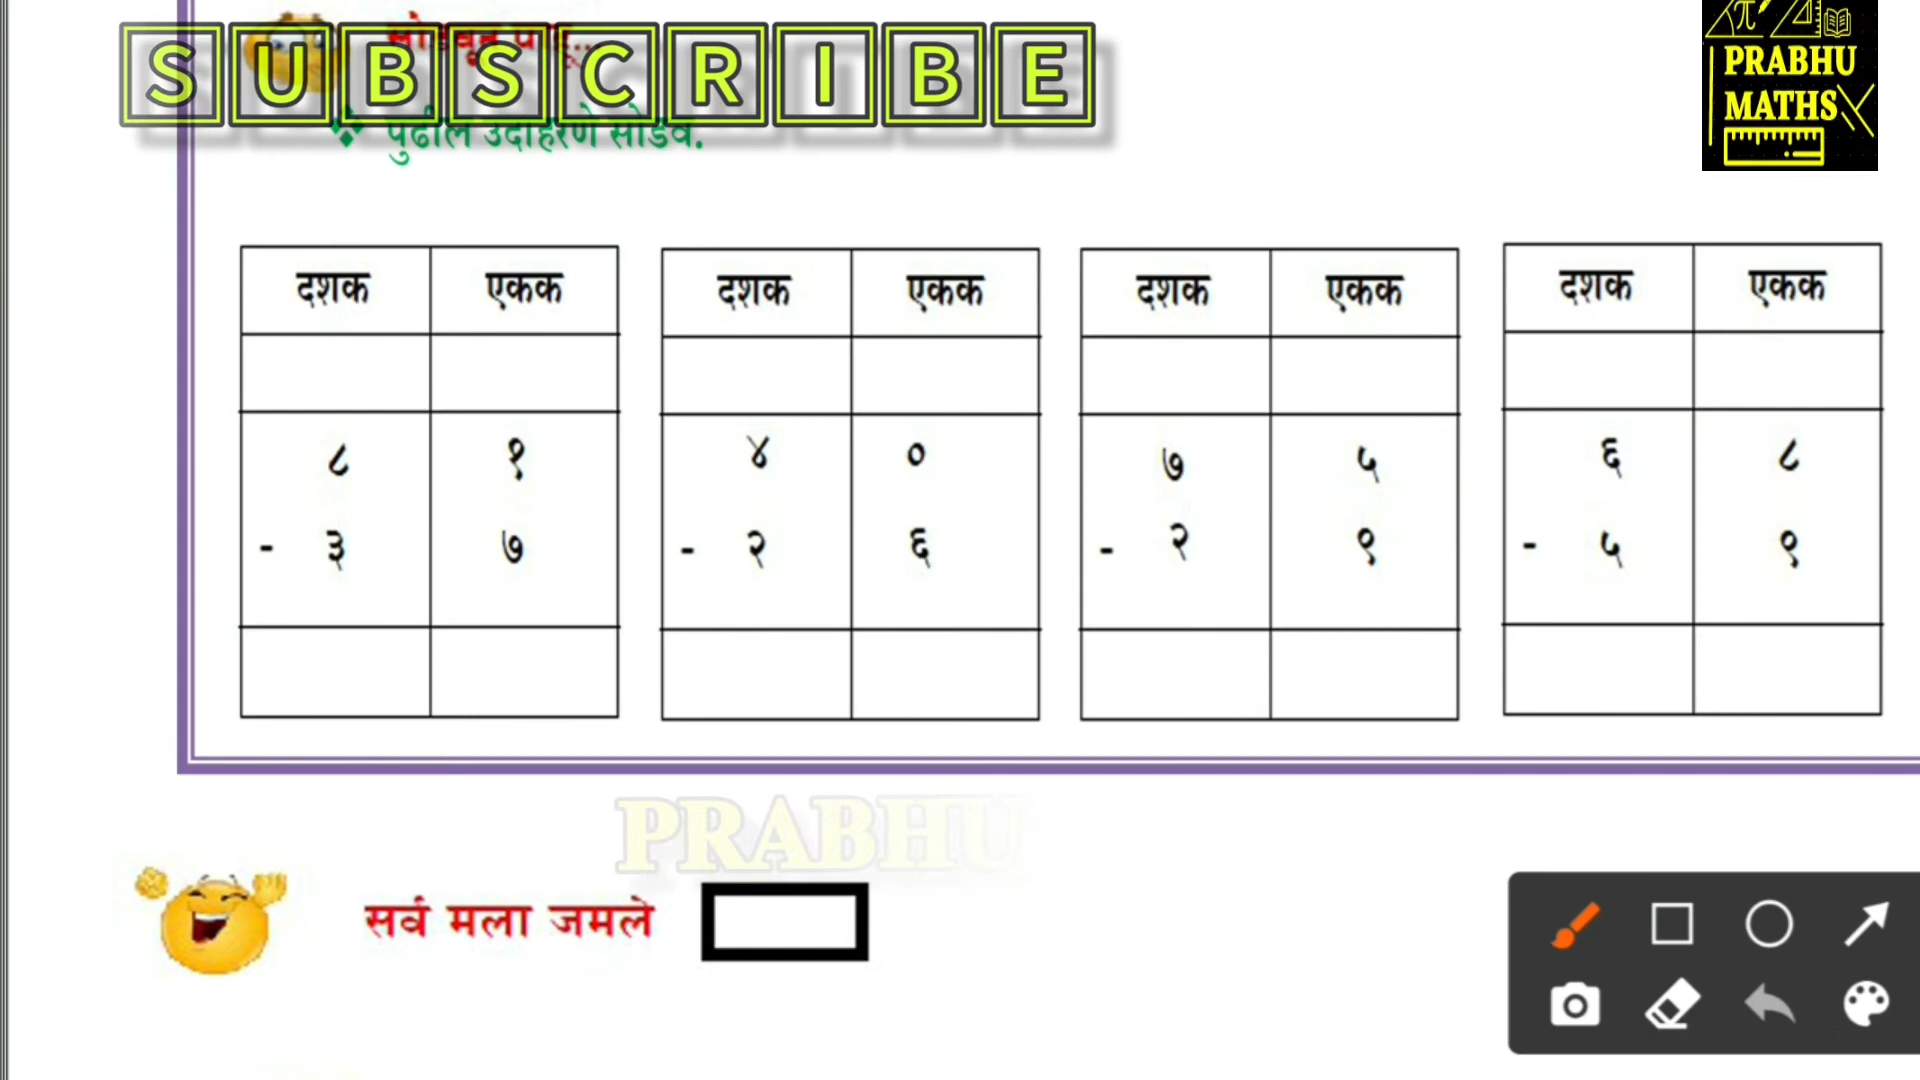 SUBSCRIBE
सोडवून पाहू..
❖ पुढील उदाहरणे सोडव.
π
PRABHU
MATHS
दशक एकक दशक एकक दशक एकक दशक एकक
८ १ ४ ० ७ ५ ६ ८
- ३ ७ - २ ६ - २ ९ - ५ ९
PRABHU
सर्व मला जमले